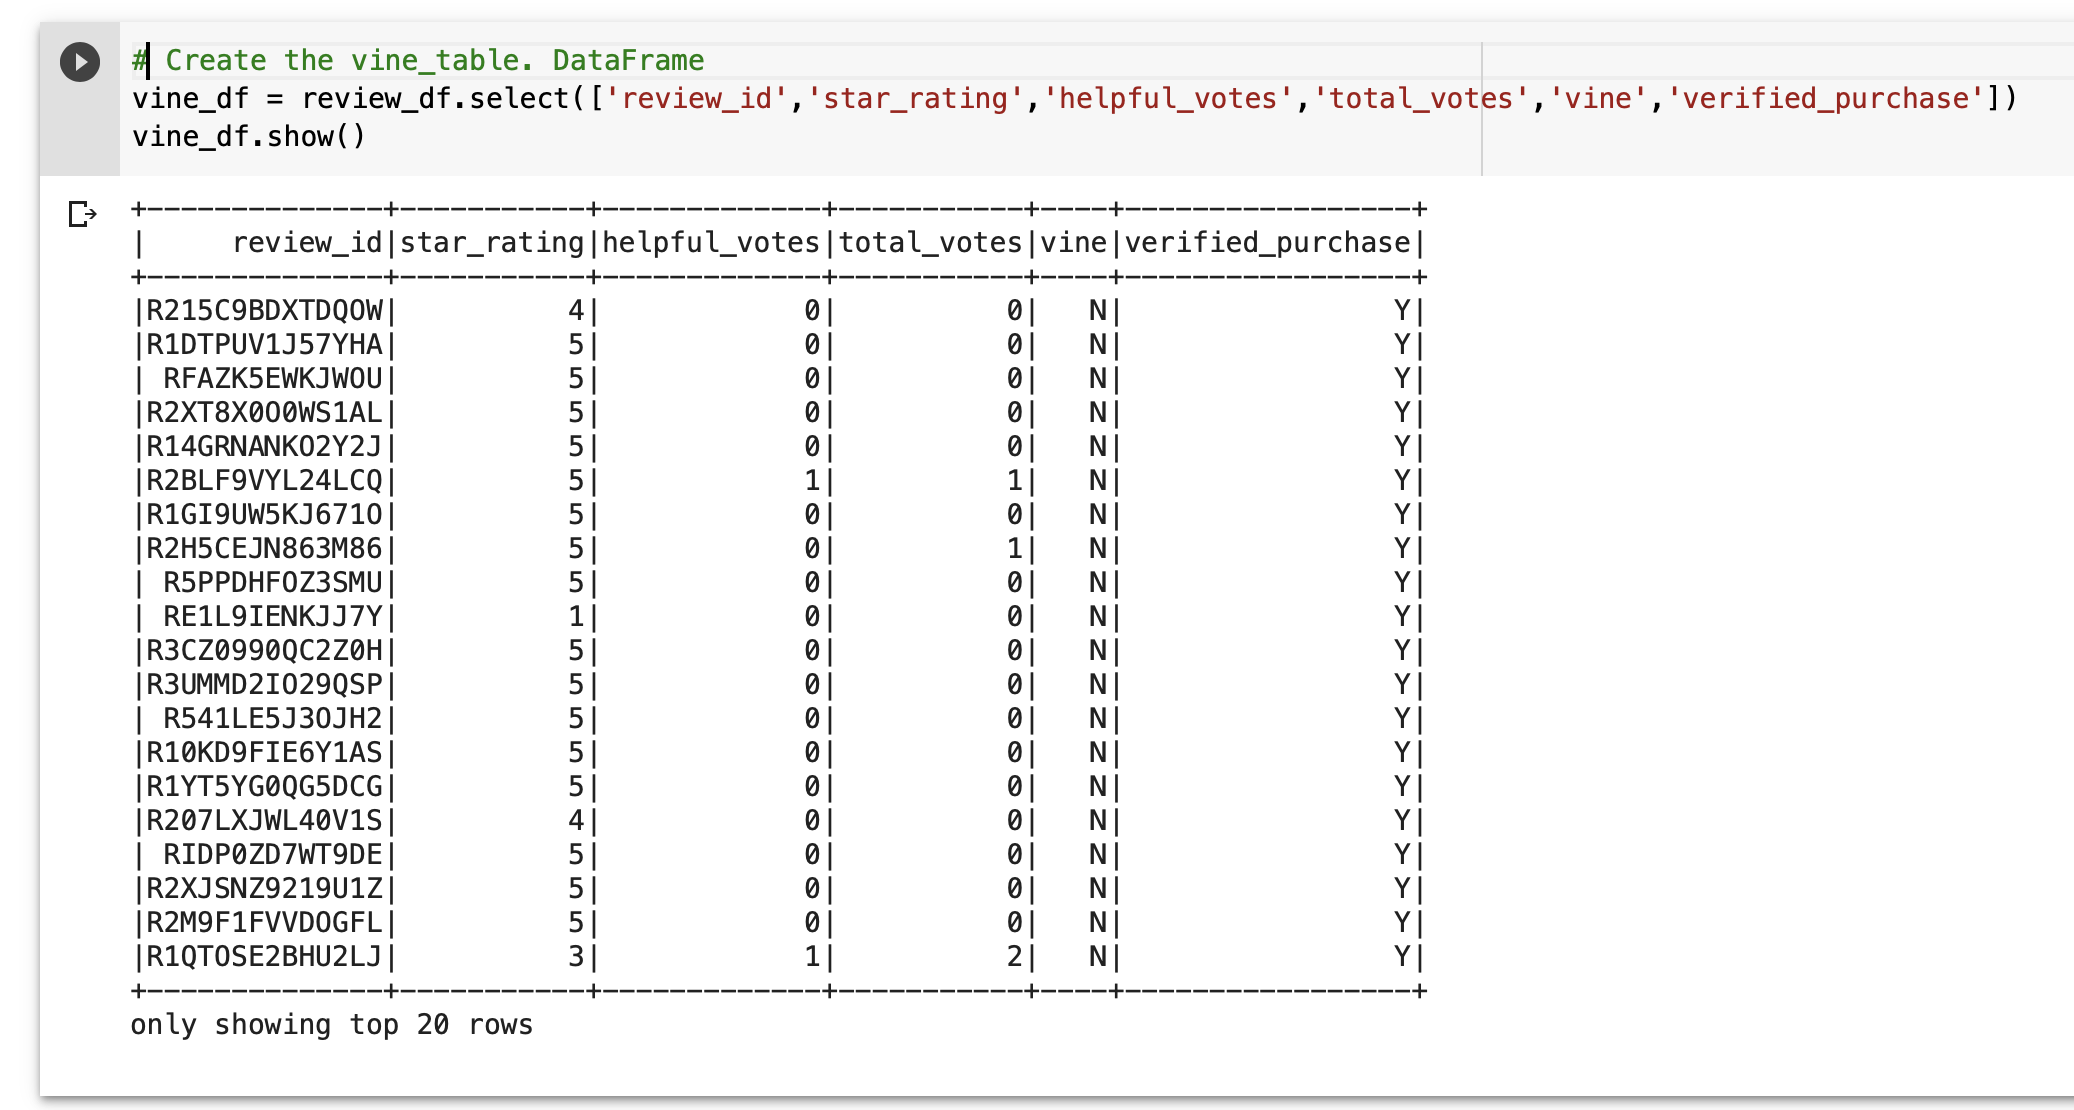 # Create the vine_table. DataFrame
vine_df = review_df.select(['review_id','star_rating','helpful_votes','total_votes','vine','verified_purchase'])
vine_df.show()
+--------------+-----------+-------------+-----------+----+-----------------+
|     review_id|star_rating|helpful_votes|total_votes|vine|verified_purchase|
+--------------+-----------+-------------+-----------+----+-----------------+
|R215C9BDXTDQOW|          4|            0|          0|   N|                Y|
|R1DTPUV1J57YHA|          5|            0|          0|   N|                Y|
| RFAZK5EWKJWOU|          5|            0|          0|   N|                Y|
|R2XT8X0O0WS1AL|          5|            0|          0|   N|                Y|
|R14GRNANKO2Y2J|          5|            0|          0|   N|                Y|
|R2BLF9VYL24LCQ|          5|            1|          1|   N|                Y|
|R1GI9UW5KJ671O|          5|            0|          0|   N|                Y|
|R2H5CEJN863M86|          5|            0|          1|   N|                Y|
| R5PPDHFOZ3SMU|          5|            0|          0|   N|                Y|
| RE1L9IENKJJ7Y|          1|            0|          0|   N|                Y|
|R3CZ0990QC2Z0H|          5|            0|          0|   N|                Y|
|R3UMMD2IO29QSP|          5|            0|          0|   N|                Y|
| R541LE5J3OJH2|          5|            0|          0|   N|                Y|
|R10KD9FIE6Y1AS|          5|            0|          0|   N|                Y|
|R1YT5YG0QG5DCG|          5|            0|          0|   N|                Y|
|R207LXJWL40V1S|          4|            0|          0|   N|                Y|
| RIDP0ZD7WT9DE|          5|            0|          0|   N|                Y|
|R2XJSNZ9219U1Z|          5|            0|          0|   N|                Y|
|R2M9F1FVVDOGFL|          5|            0|          0|   N|                Y|
|R1QTOSE2BHU2LJ|          3|            1|          2|   N|                Y|
+--------------+-----------+-------------+-----------+----+-----------------+
only showing top 20 rows